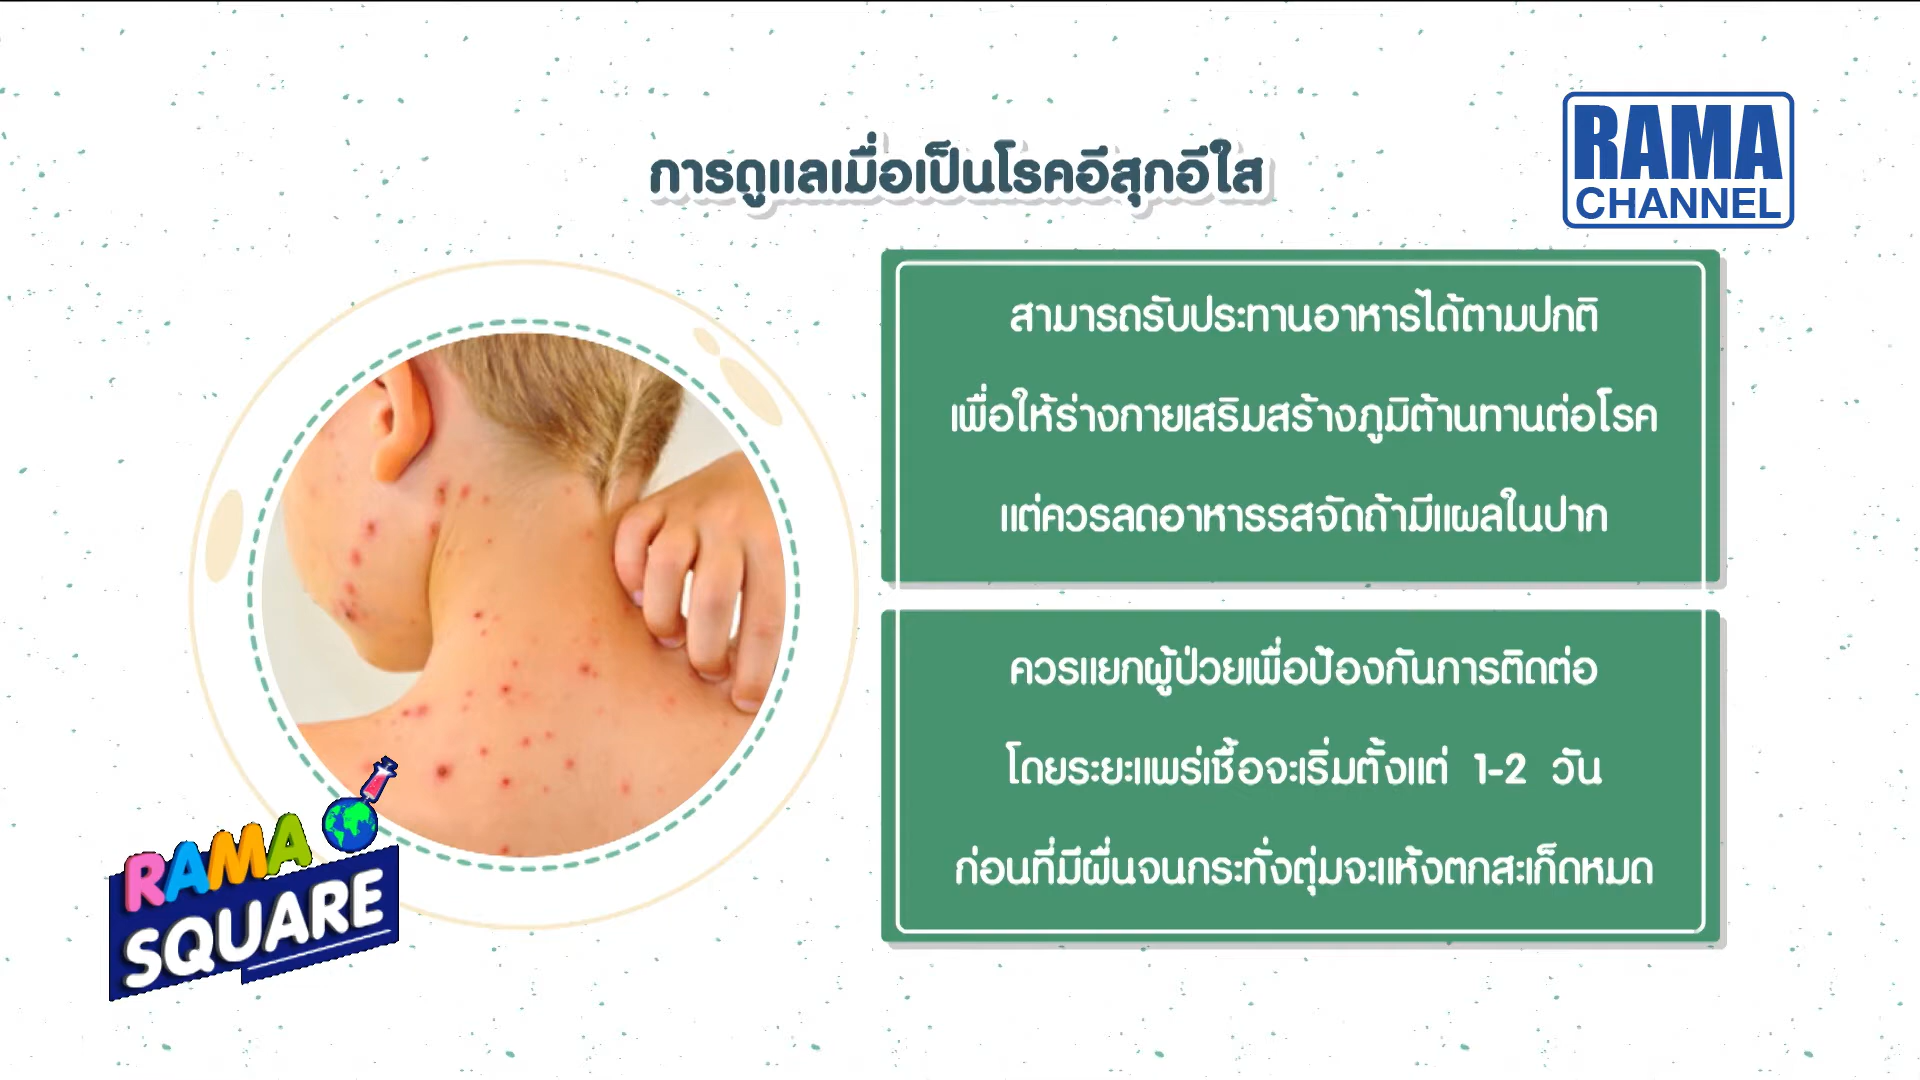 RAMA
CHANNEL
การดูแลเมื่อเป็นโรคอีสุกอีใส
สามารถรับประทานอาหารได้ตามปกติ
เพื่อให้ร่างกายเสริมสร้างภูมิต้านทานต่อโรค
แต่ควรลดอาหารรสจัดถ้ามีแผลในปาก
ควรแยกผู้ป่วยเพื่อป้องกันการติดต่อ
โดยระยะแพร่เชื้อจะเริ่มตั้งแต่ 1-2 วัน
ก่อนที่มีผื่นจนกระทั่งตุ่มจะแห้งตกสะเก็ดหมด
RAMA
SQUARE